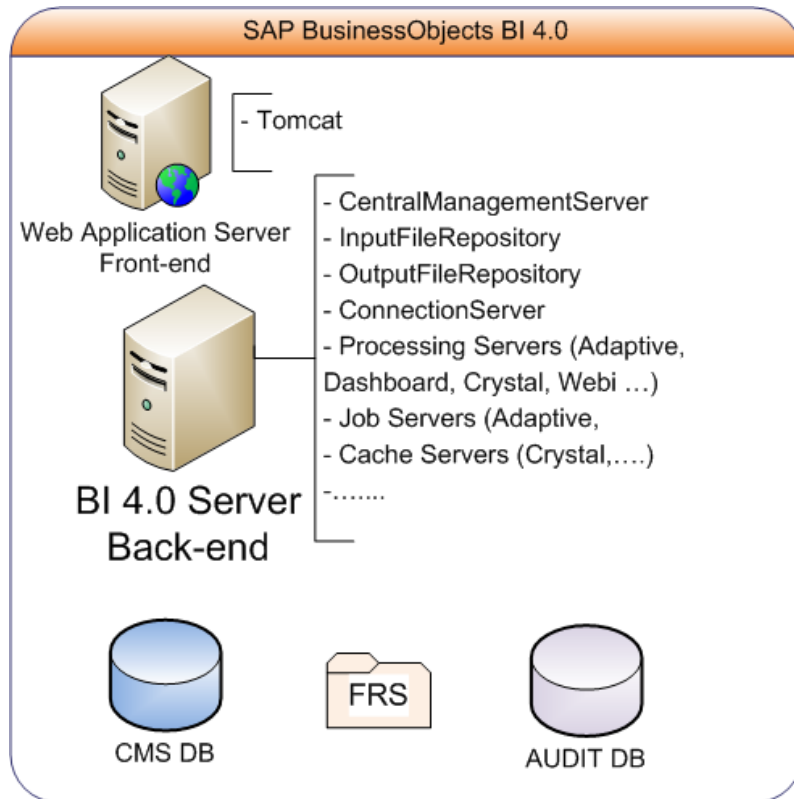 SAP BusinessObjects BI 4.0
- Tomcat
Web Application Server
Front-end
- CentralManagementServer
- InputFileRepository
- OutputFileRepository
- ConnectionServer
- Processing Servers (Adaptive,
Dashboard, Crystal, Webi ...)
- Job Servers (Adaptive,
- Cache Servers (Crystal,....)
-.......
BI 4.0 Server
Back-end
CMS DB
FRS
AUDIT DB